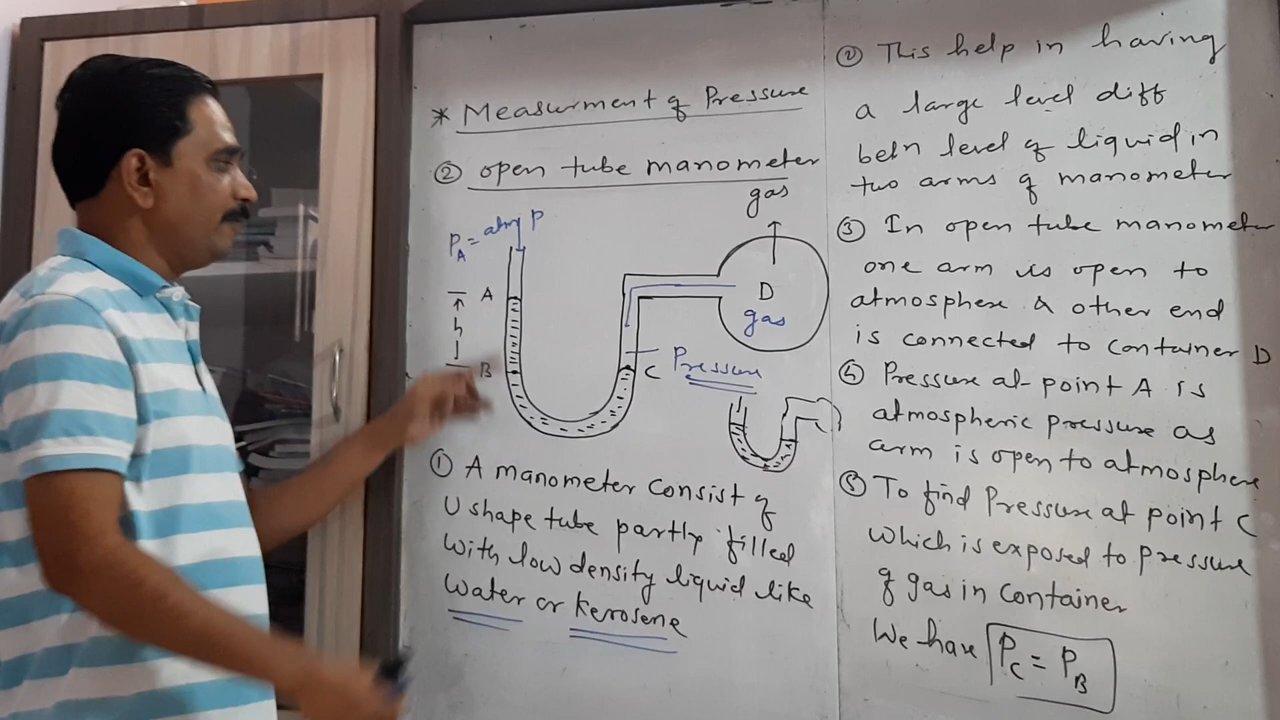 * Measurment of Pressure
② open tube manometer
gas
P_A = atm P
A
h
B
D
gas
Pressure
C
① A manometer consist of
U shape tube partly filled
with low density liquid like
water or kerosene
② This help in having
a large level diff
betn level of liquid in
two arms of manometer
③ In open tube manometer
one arm is open to
atmosphere & other end
is connected to container D
④ Pressure at point A is
atmospheric pressure as
arm is open to atmosphere
⑤ To find Pressure at point C
which is exposed to pressure
of gas in container
We have P_C = P_B